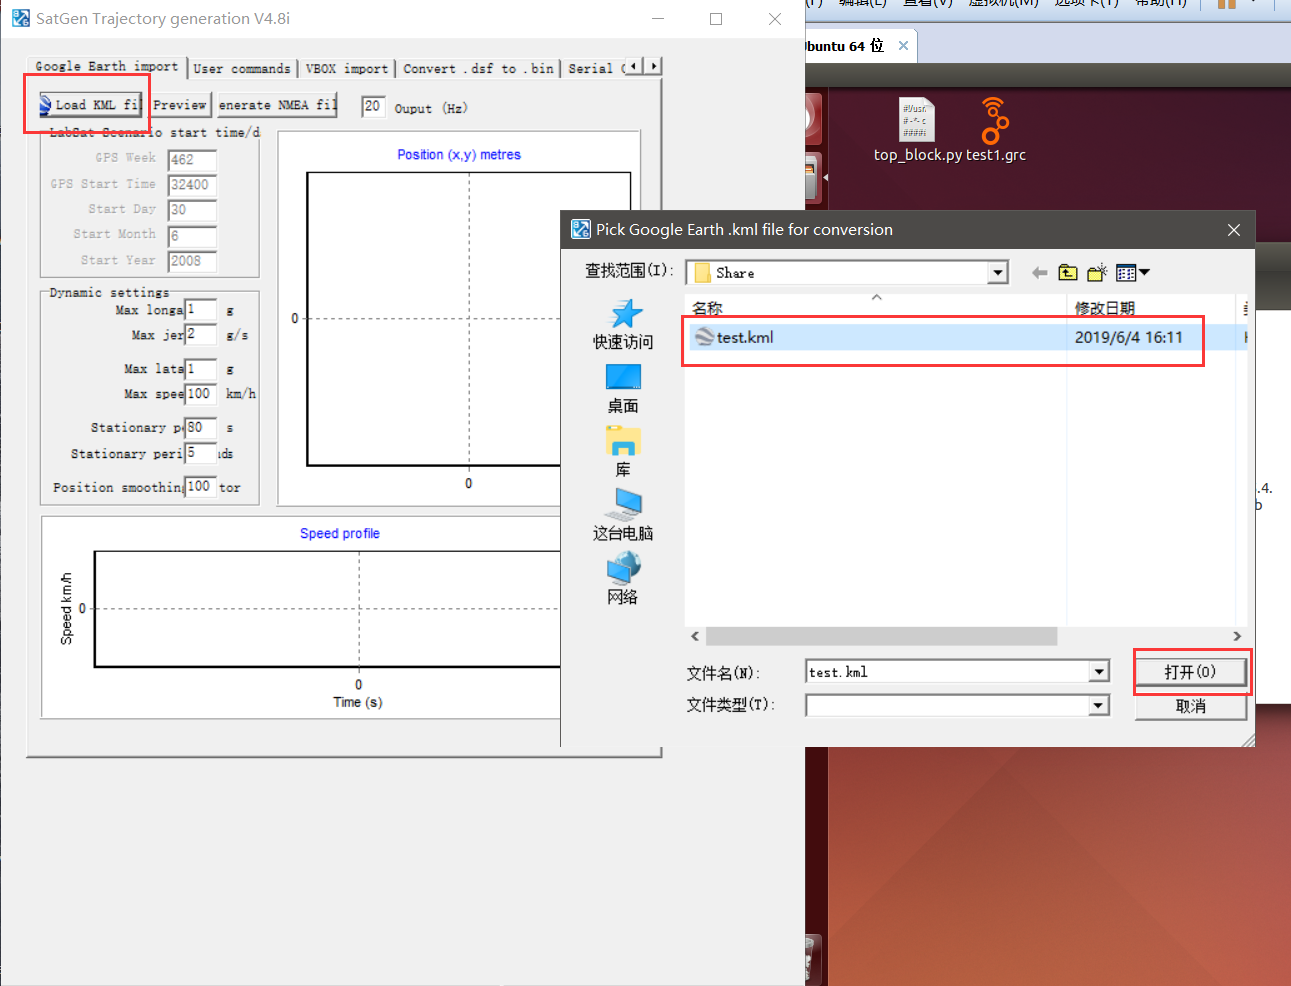 SatGen Trajectory generation V4.8i
编辑(E) 查看(V) 虚拟机(M) 选项卡(T) 帮助(H)
Ubuntu 64 位
Google Earth import
User commands
VBOX import
Convert .dsf to .bin
Serial
Load KML fil
Preview
enerate NMEA fil
20
Ouput (Hz)
LabSat Scenario start time/d
GPS Week 462
GPS Start Time 32400
Start Day 30
Start Month 6
Start Year 2008
Dynamic settings
Max longa 1 g
Max jer 2 g/s
Max lata 1 g
Max spee 100 km/h
Stationary p 80 s
Stationary peri 5 ds
Position smoothin 100 tor
Position (x,y) metres
0
0
Speed profile
Speed km/h
0
0
Time (s)
#!/usr/
#-*- c
#####
top_block.py
test1.grc
Pick Google Earth .kml file for conversion
查找范围(I):
Share
名称
修改日期
test.kml
2019/6/4 16:11
快速访问
桌面
库
这台电脑
网络
文件名(N):
test.kml
打开(O)
文件类型(T):
取消
.4.
b